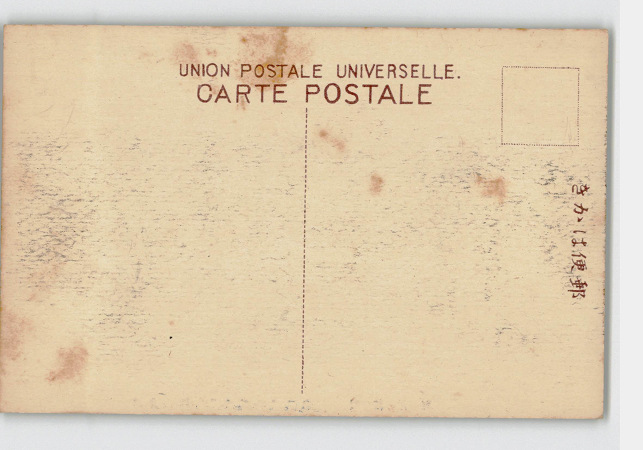 UNION POSTALE UNIVERSELLE.
CARTE POSTALE
きかは便郵